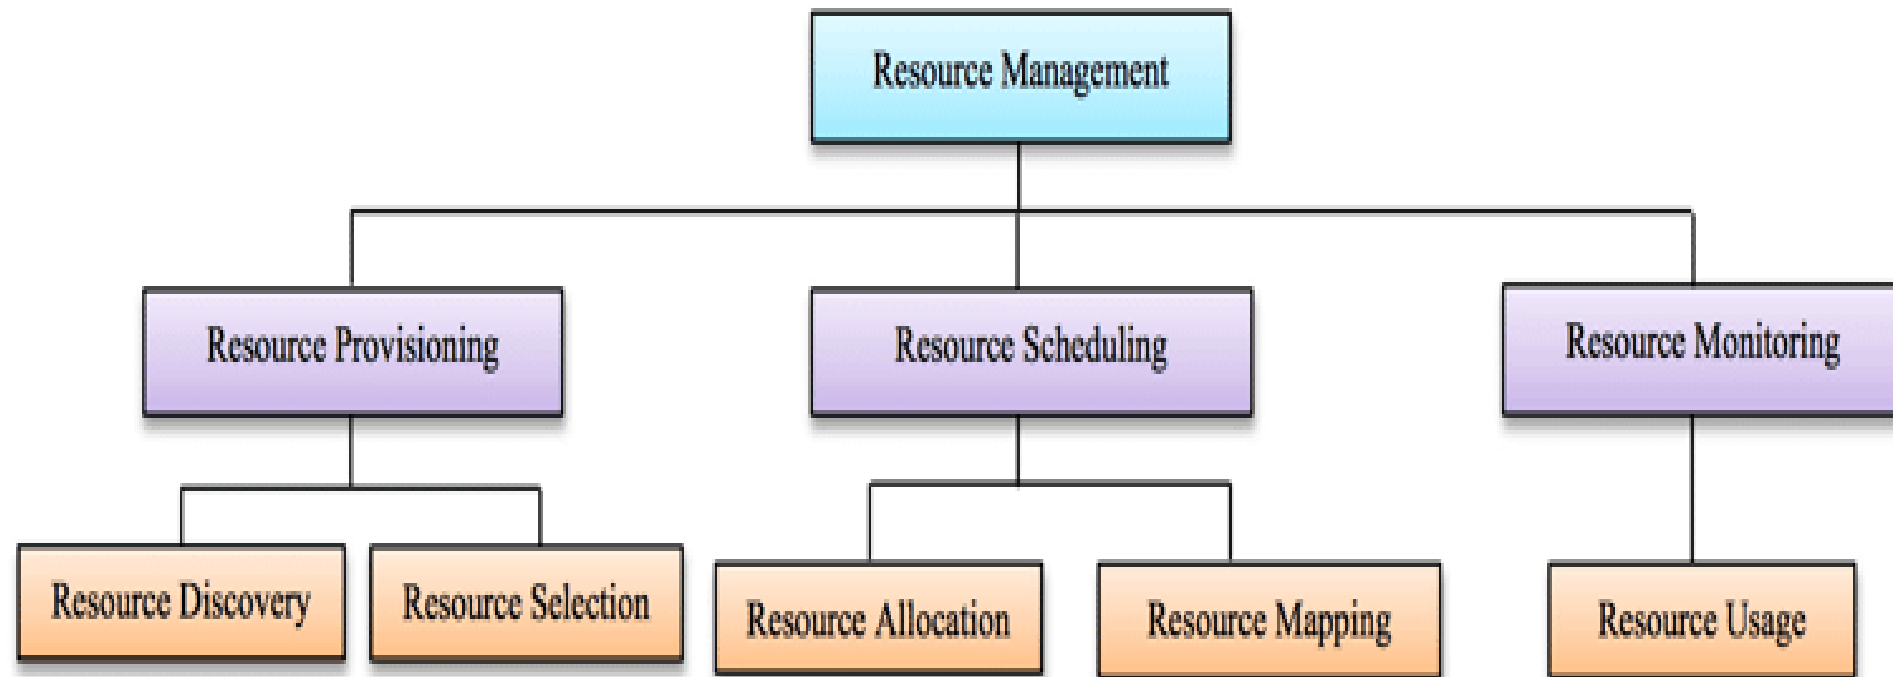 Resource Management
Resource Provisioning
Resource Scheduling
Resource Monitoring
Resource Discovery
Resource Selection
Resource Allocation
Resource Mapping
Resource Usage